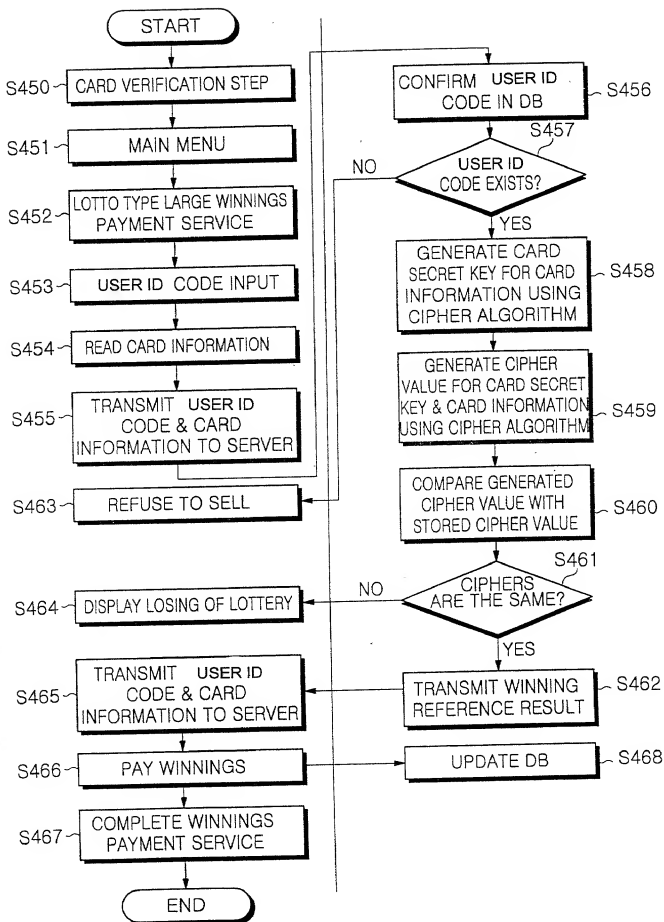 START
S450
CARD VERIFICATION STEP
S451
MAIN MENU
S452
LOTTO TYPE LARGE WINNINGS
PAYMENT SERVICE
S453
USER ID CODE INPUT
S454
READ CARD INFORMATION
S455
TRANSMIT USER ID
CODE & CARD
INFORMATION TO SERVER
S463
REFUSE TO SELL
S464
DISPLAY LOSING OF LOTTERY
S465
TRANSMIT USER ID
CODE & CARD
INFORMATION TO SERVER
S466
PAY WINNINGS
S467
COMPLETE WINNINGS
PAYMENT SERVICE
END
CONFIRM USER ID
CODE IN DB
S456
S457
NO
USER ID
CODE EXISTS?
YES
GENERATE CARD
SECRET KEY FOR CARD
INFORMATION USING
CIPHER ALGORITHM
S458
GENERATE CIPHER
VALUE FOR CARD SECRET
KEY & CARD INFORMATION
USING CIPHER ALGORITHM
S459
COMPARE GENERATED
CIPHER VALUE WITH
STORED CIPHER VALUE
S460
S461
NO
CIPHERS
ARE THE SAME?
YES
TRANSMIT WINNING
REFERENCE RESULT
S462
UPDATE DB
S468